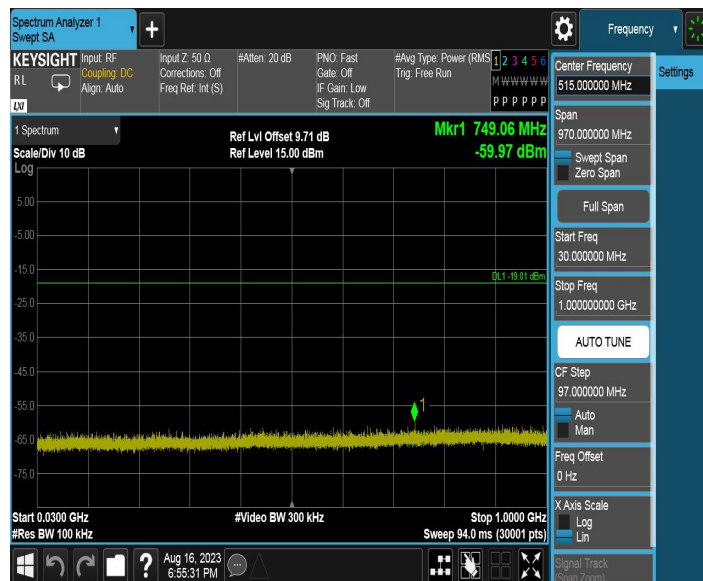 Spectrum Analyzer 1
Swept SA
+
Frequency
KEYSIGHT
RL
LXI
Input: RF
Coupling: DC
Align: Auto
Input Z: 50 Ω
Corrections: Off
Freq Ref: Int (S)
#Atten: 20 dB
PNO: Fast
Gate: Off
IF Gain: Low
Sig Track: Off
#Avg Type: Power (RMS
Trig: Free Run
1 2 3 4 5 6
M W W W W W
P P P P P P
Center Frequency
515.000000 MHz
Settings
Span
970.000000 MHz
Swept Span
Zero Span
Full Span
Start Freq
30.000000 MHz
Stop Freq
1.000000000 GHz
AUTO TUNE
CF Step
97.000000 MHz
Auto
Man
Freq Offset
0 Hz
X Axis Scale
Log
Lin
Signal Track
(Span Zoom)
1 Spectrum
Scale/Div 10 dB
Log
Ref Lvl Offset 9.71 dB
Ref Level 15.00 dBm
Mkr1 749.06 MHz
-59.97 dBm
5.00
-5.00
-15.0
DL1 -19.01 dBm
-25.0
-35.0
-45.0
-55.0
1
-65.0
-75.0
Start 0.0300 GHz
#Res BW 100 kHz
#Video BW 300 kHz
Stop 1.0000 GHz
Sweep 94.0 ms (30001 pts)
?
Aug 16, 2023
6:55:31 PM